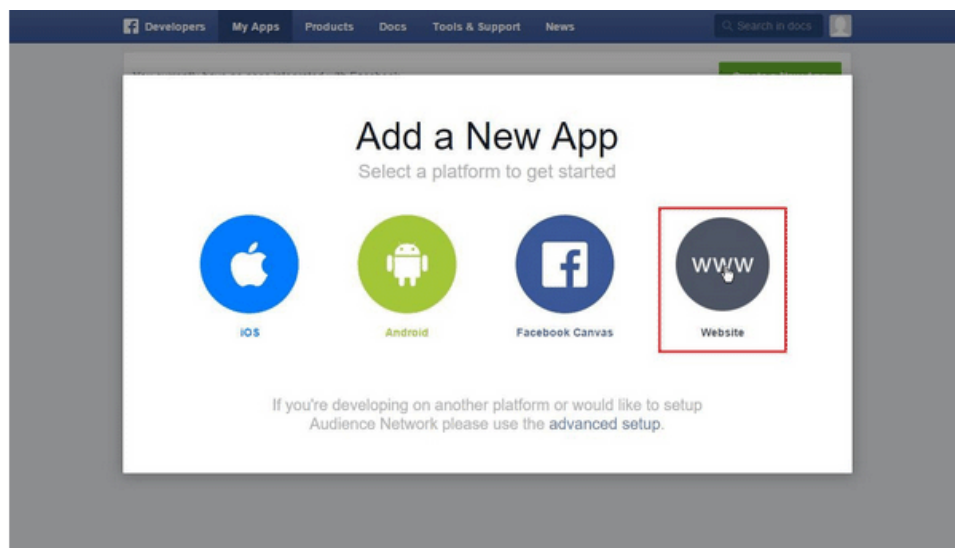 Developers My Apps Products Docs Tools & Support News Search in docs
Add a New App
Select a platform to get started
www
iOS Android Facebook Canvas Website
If you're developing on another platform or would like to setup
Audience Network please use the advanced setup.